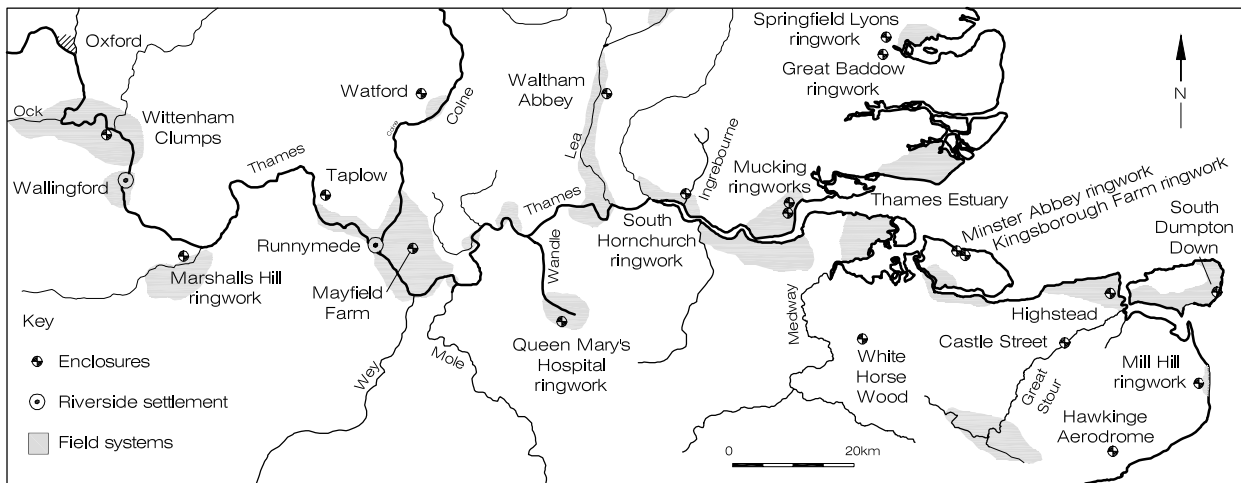 Oxford
Ock
Wittenham
Clumps
Wallingford
Thames
Marshalls Hill
ringwork
Taplow
Runnymede
Mayfield
Farm
Watford
Colne
Wey
Mole
Thames
Wandle
Queen Mary's
Hospital
ringwork
Waltham
Abbey
Lea
South
Hornchurch
ringwork
Ingrebourne
Mucking
ringworks
Springfield Lyons
ringwork
Great Baddow
ringwork
Thames Estuary
Minster Abbey ringwork
Kingsborough Farm ringwork
South
Dumpton
Down
Medway
White
Horse
Wood
Highstead
Castle Street
Great
Stour
Mill Hill
ringwork
Hawkinge
Aerodrome
N
0 20km
Key
Enclosures
Riverside settlement
Field systems